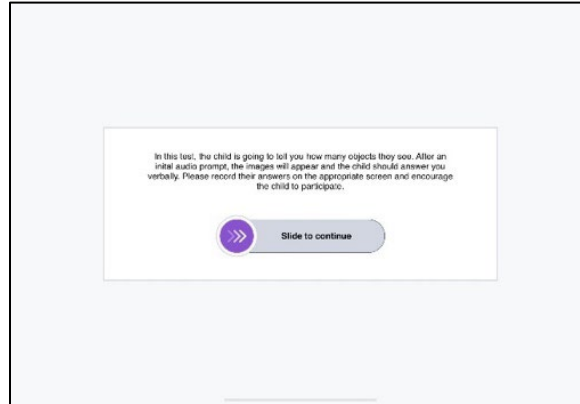 In this test, the child is going to tell you how many objects they see. After an
inital audio prompt, the images will appear and the child should answer you
verbally. Please record their answers on the appropriate screen and encourage
the child to participate.
Slide to continue